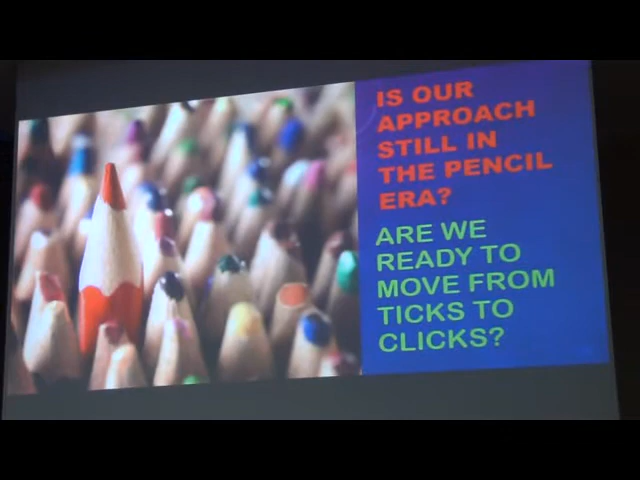 IS OUR
APPROACH
STILL IN
THE PENCIL
ERA?
ARE WE
READY TO
MOVE FROM
TICKS TO
CLICKS?